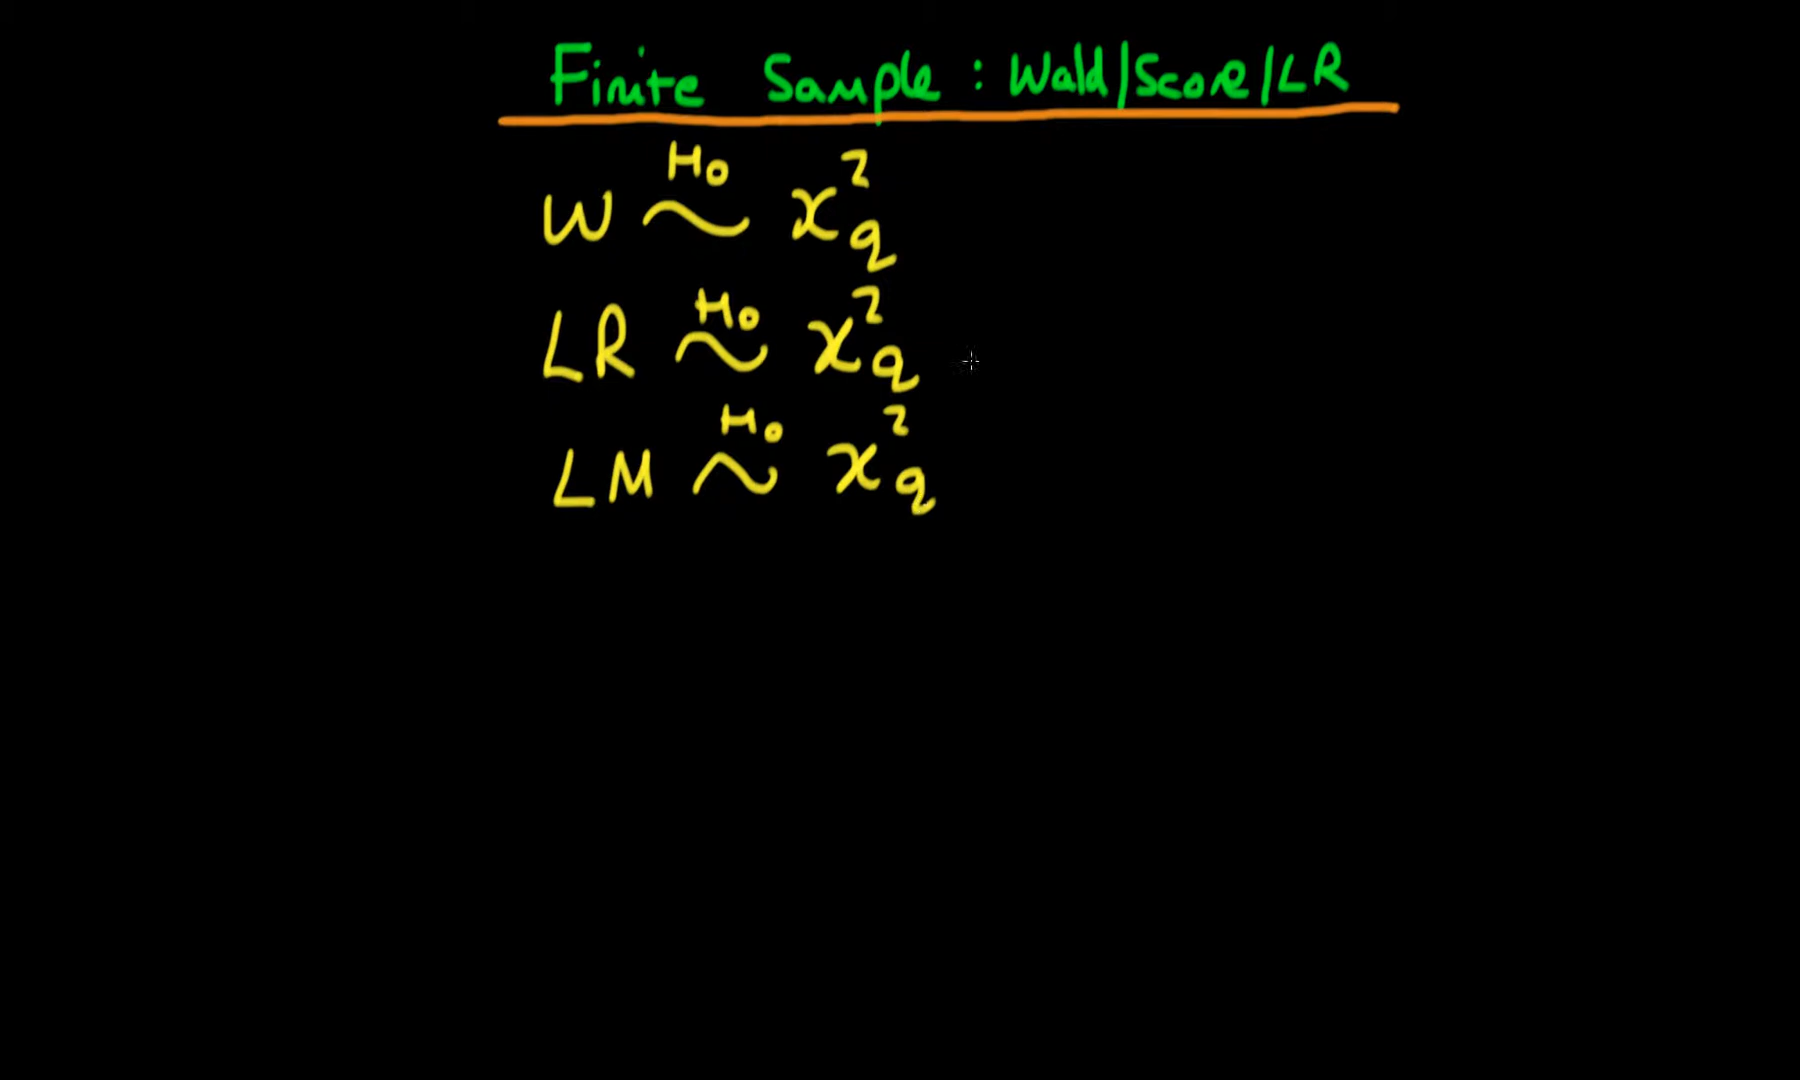 Finite Sample : Wald/Score/LR
W ~ᴴ⁰ χ²_q
LR ~ᴴ⁰ χ²_q
LM ~ᴴ⁰ χ²_q